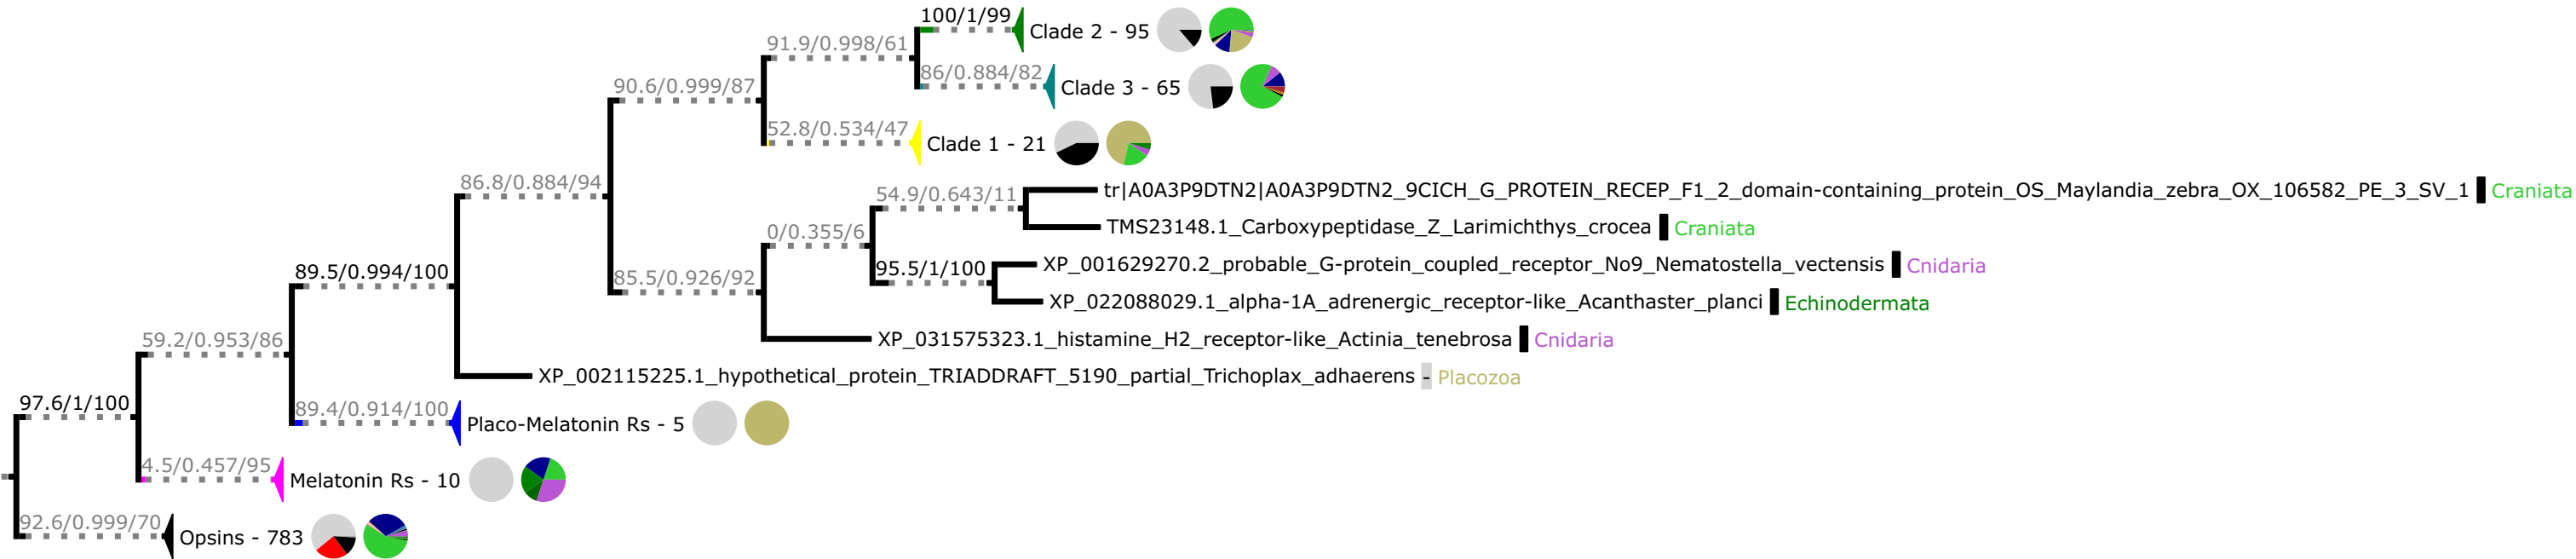 100/1/99
Clade 2 - 95
91.9/0.998/61
86/0.884/82
Clade 3 - 65
90.6/0.999/87
52.8/0.534/47
Clade 1 - 21
86.8/0.884/94
54.9/0.643/11
tr|A0A3P9DTN2|A0A3P9DTN2_9CICH_G_PROTEIN_RECEP_F1_2_domain-containing_protein_OS_Maylandia_zebra_OX_106582_PE_3_SV_1 Craniata
TMS23148.1_Carboxypeptidase_Z_Larimichthys_crocea Craniata
0/0.355/6
95.5/1/100
XP_001629270.2_probable_G-protein_coupled_receptor_No9_Nematostella_vectensis Cnidaria
85.5/0.926/92
89.5/0.994/100
XP_022088029.1_alpha-1A_adrenergic_receptor-like_Acanthaster_planci Echinodermata
59.2/0.953/86
XP_031575323.1_histamine_H2_receptor-like_Actinia_tenebrosa Cnidaria
XP_002115225.1_hypothetical_protein_TRIADDRAFT_5190_partial_Trichoplax_adhaerens - Placozoa
97.6/1/100
89.4/0.914/100
Placo-Melatonin Rs - 5
4.5/0.457/95
Melatonin Rs - 10
92.6/0.999/70
Opsins - 783